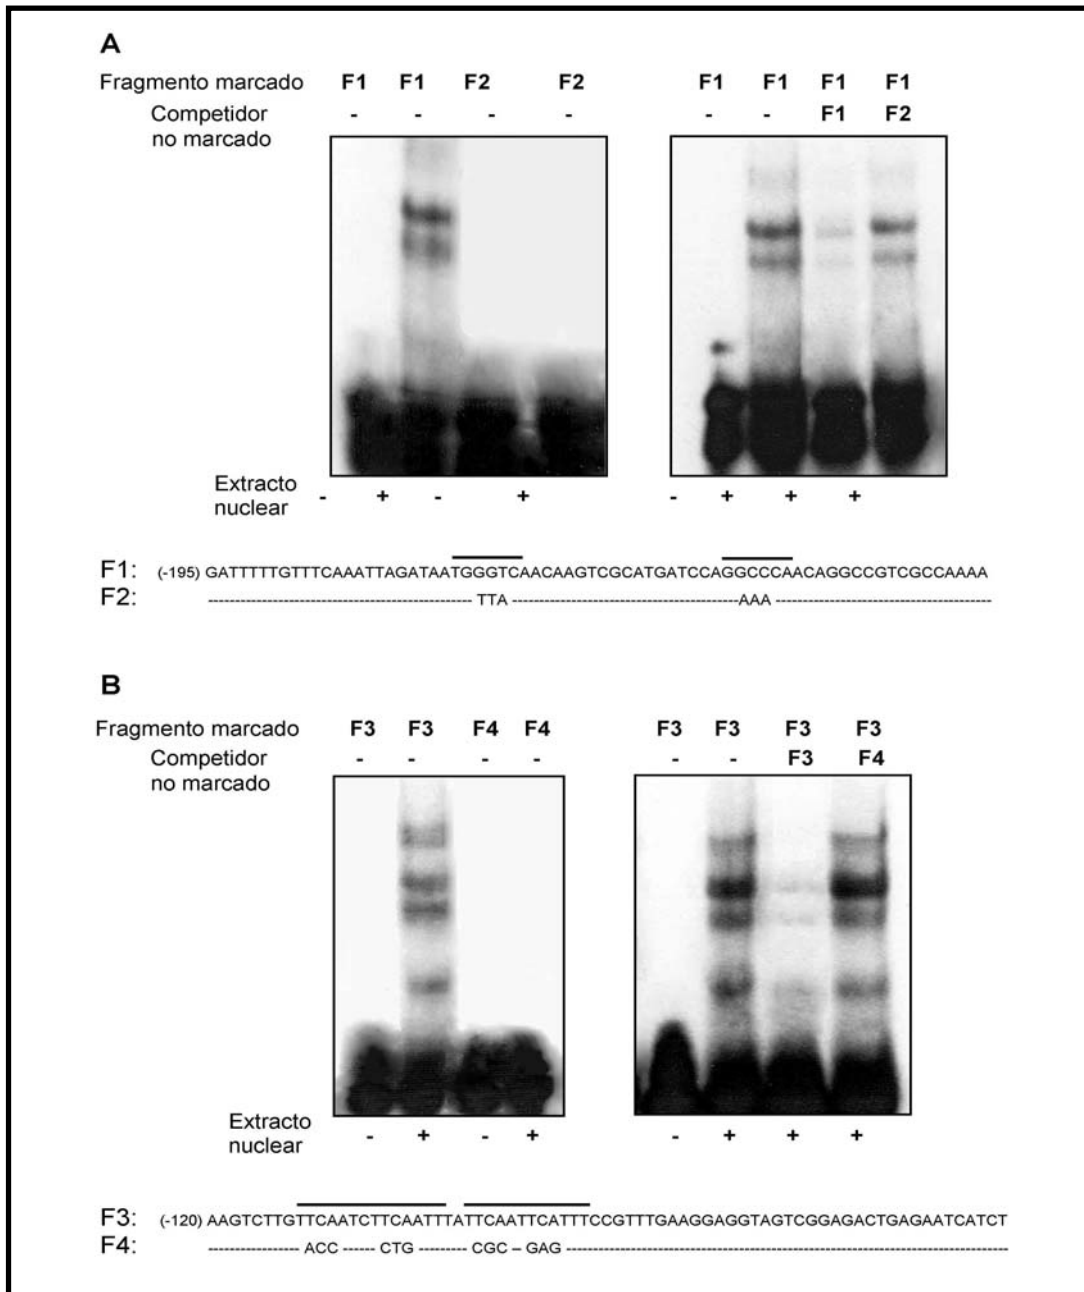 A
Fragmento marcado F1 F1 F2 F2 F1 F1 F1 F1
Competidor no marcado - - - - - - F1 F2
Extracto nuclear - + - + - + + +
F1: (-195) GATTTTTGTTTCAAATTAGATAATGGGTCAACAAGTCGCATGATCCAGGCCCAACAGGCCGTCGCCAAAA
F2: ---------- TTA ----------AAA ----------
B
Fragmento marcado F3 F3 F4 F4 F3 F3 F3 F3
Competidor no marcado - - - - - - F3 F4
Extracto nuclear - + - + - + + +
F3: (-120) AAGTCTTGTTCAATCTTCAATTTATTCAATTCATTTCCGTTTGAAGGAGGTAGTCGGAGACTGAGAATCATCT
F4: ---------- ACC ------ CTG --------- CGC -- GAG ----------